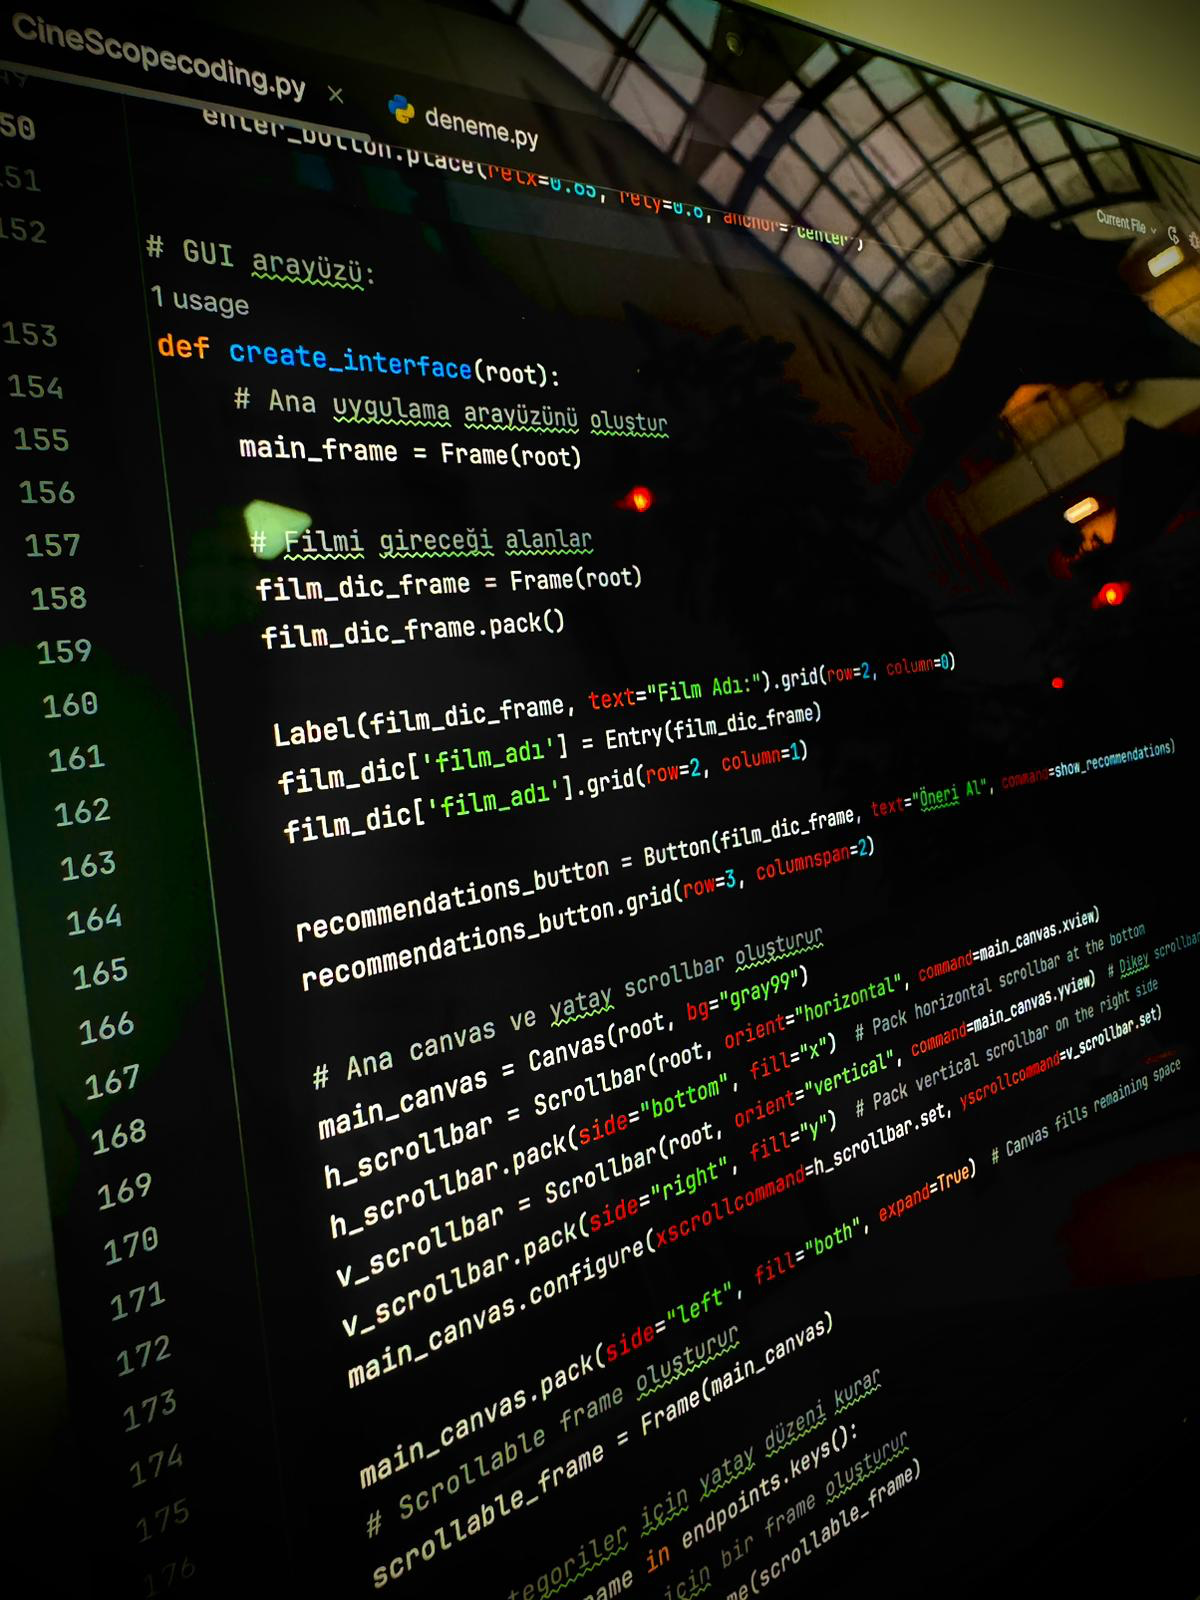 CineScopecoding.py
deneme.py
Current File
50
51
152
enter_button.place(relx=0.65, rely=0.6, anchor="center")
# GUI arayüzü:
1 usage
153 def create_interface(root):
154 # Ana uygulama arayüzünü oluştur
155 main_frame = Frame(root)
156
157 # Filmi gireceği alanlar
158 film_dic_frame = Frame(root)
159 film_dic_frame.pack()
160
161 Label(film_dic_frame, text="Film Adı:").grid(row=2, column=0)
162 film_dic['film_adı'] = Entry(film_dic_frame)
163 film_dic['film_adı'].grid(row=2, column=1)
164
165 recommendations_button = Button(film_dic_frame, text="Öneri Al", command=show_recommendations)
166 recommendations_button.grid(row=3, columnspan=2)
167
168 # Ana canvas ve yatay scrollbar oluşturur
169 main_canvas = Canvas(root, bg="gray99")
170 h_scrollbar = Scrollbar(root, orient="horizontal", command=main_canvas.xview)
171 h_scrollbar.pack(side="bottom", fill="x") # Pack horizontal scrollbar at the bottom
172 v_scrollbar = Scrollbar(root, orient="vertical", command=main_canvas.yview) # Dikey scrollbar
173 v_scrollbar.pack(side="right", fill="y") # Pack vertical scrollbar on the right side
174 main_canvas.configure(xscrollcommand=h_scrollbar.set, yscrollcommand=v_scrollbar.set)
175
176 main_canvas.pack(side="left", fill="both", expand=True) # Canvas fills remaining space
# Scrollable frame oluşturur
scrollable_frame = Frame(main_canvas)
tegoriler için yatay düzeni kurar
name in endpoints.keys():
için bir frame oluşturur
me(scrollable_frame)